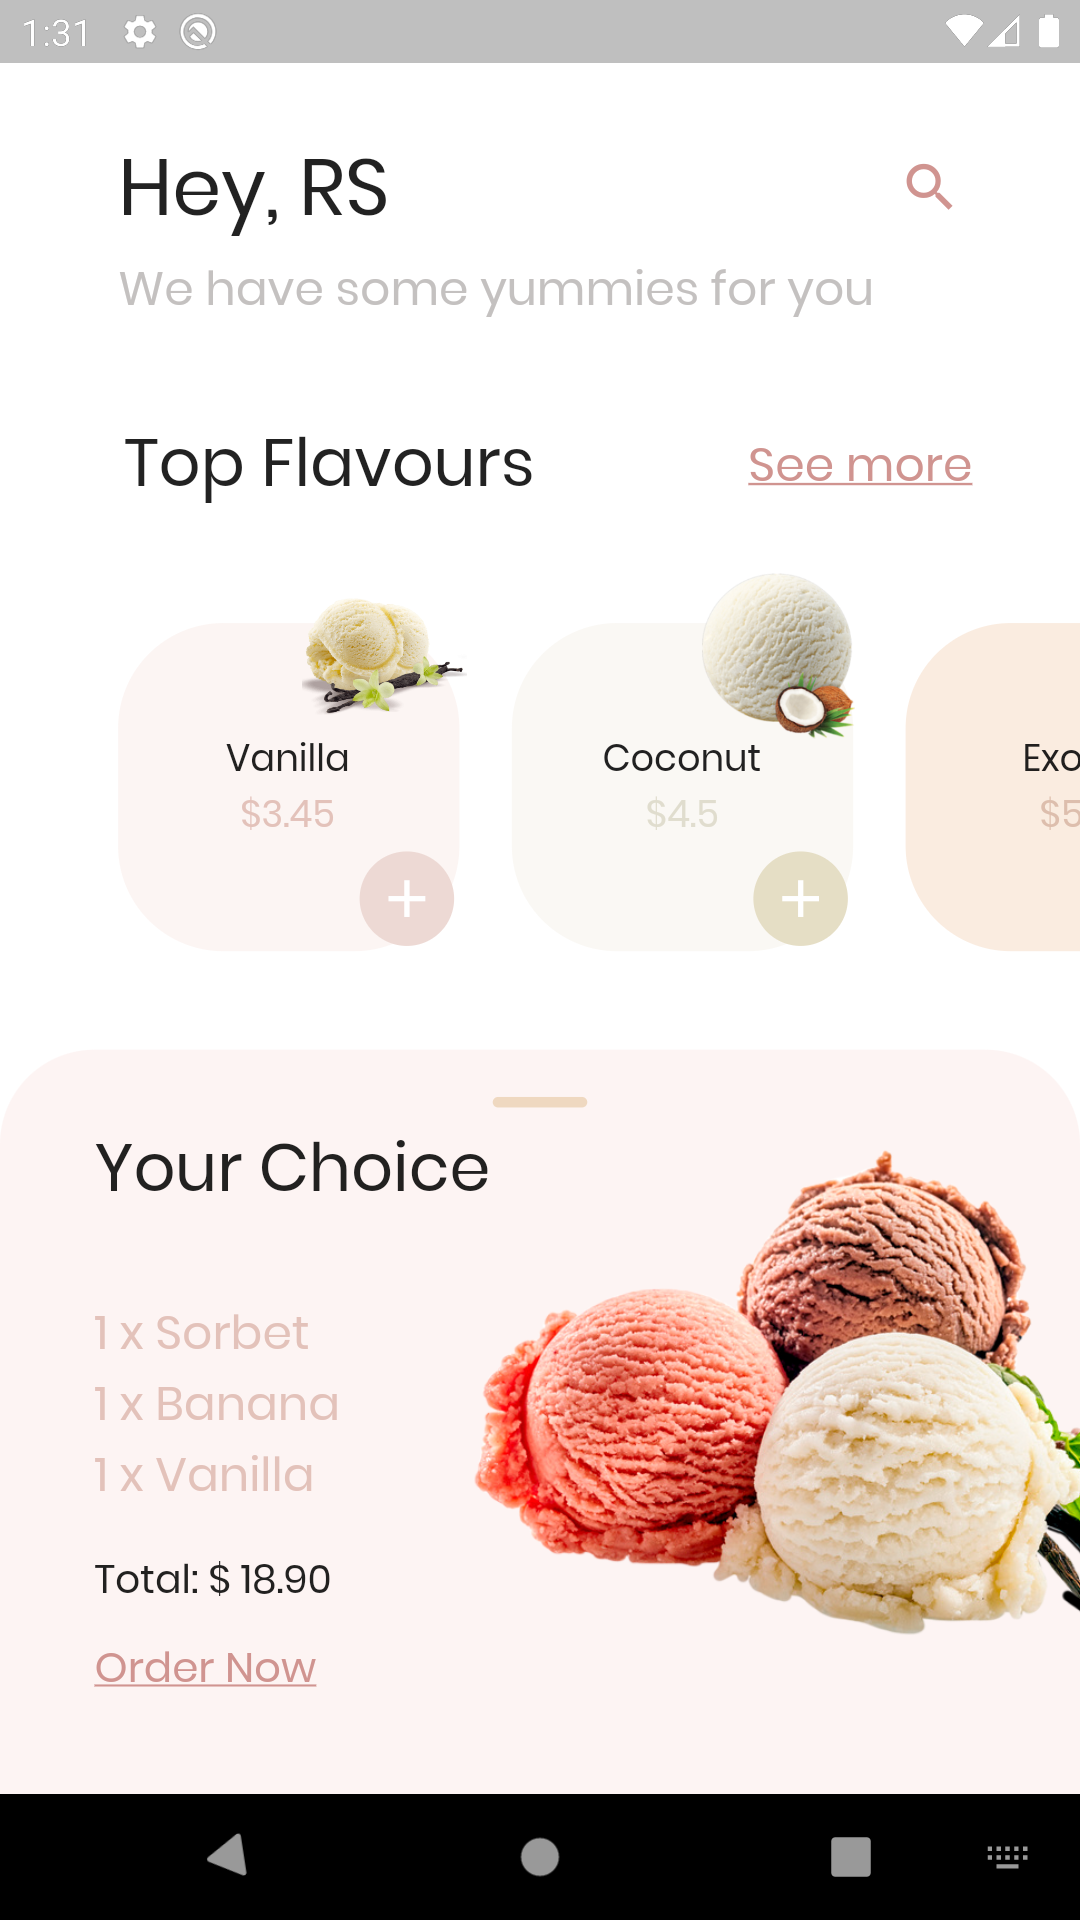 1:31
Hey, RS
We have some yummies for you
Top Flavours
See more
Vanilla
$3.45
Coconut
$4.5
Exo
$5
Your Choice
1 x Sorbet
1 x Banana
1 x Vanilla
Total: $ 18.90
Order Now